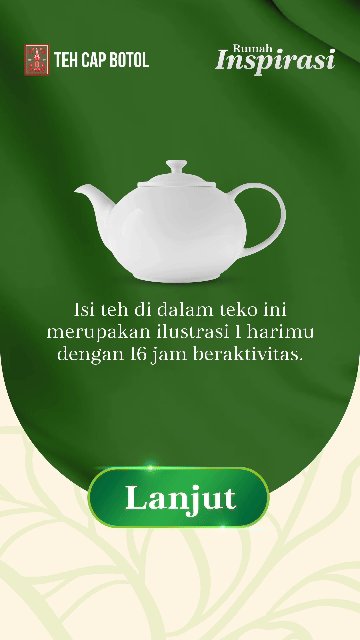 TEH CAP BOTOL
Rumah
Inspirasi
Isi teh di dalam teko ini
merupakan ilustrasi 1 harimu
dengan 16 jam beraktivitas.
Lanjut